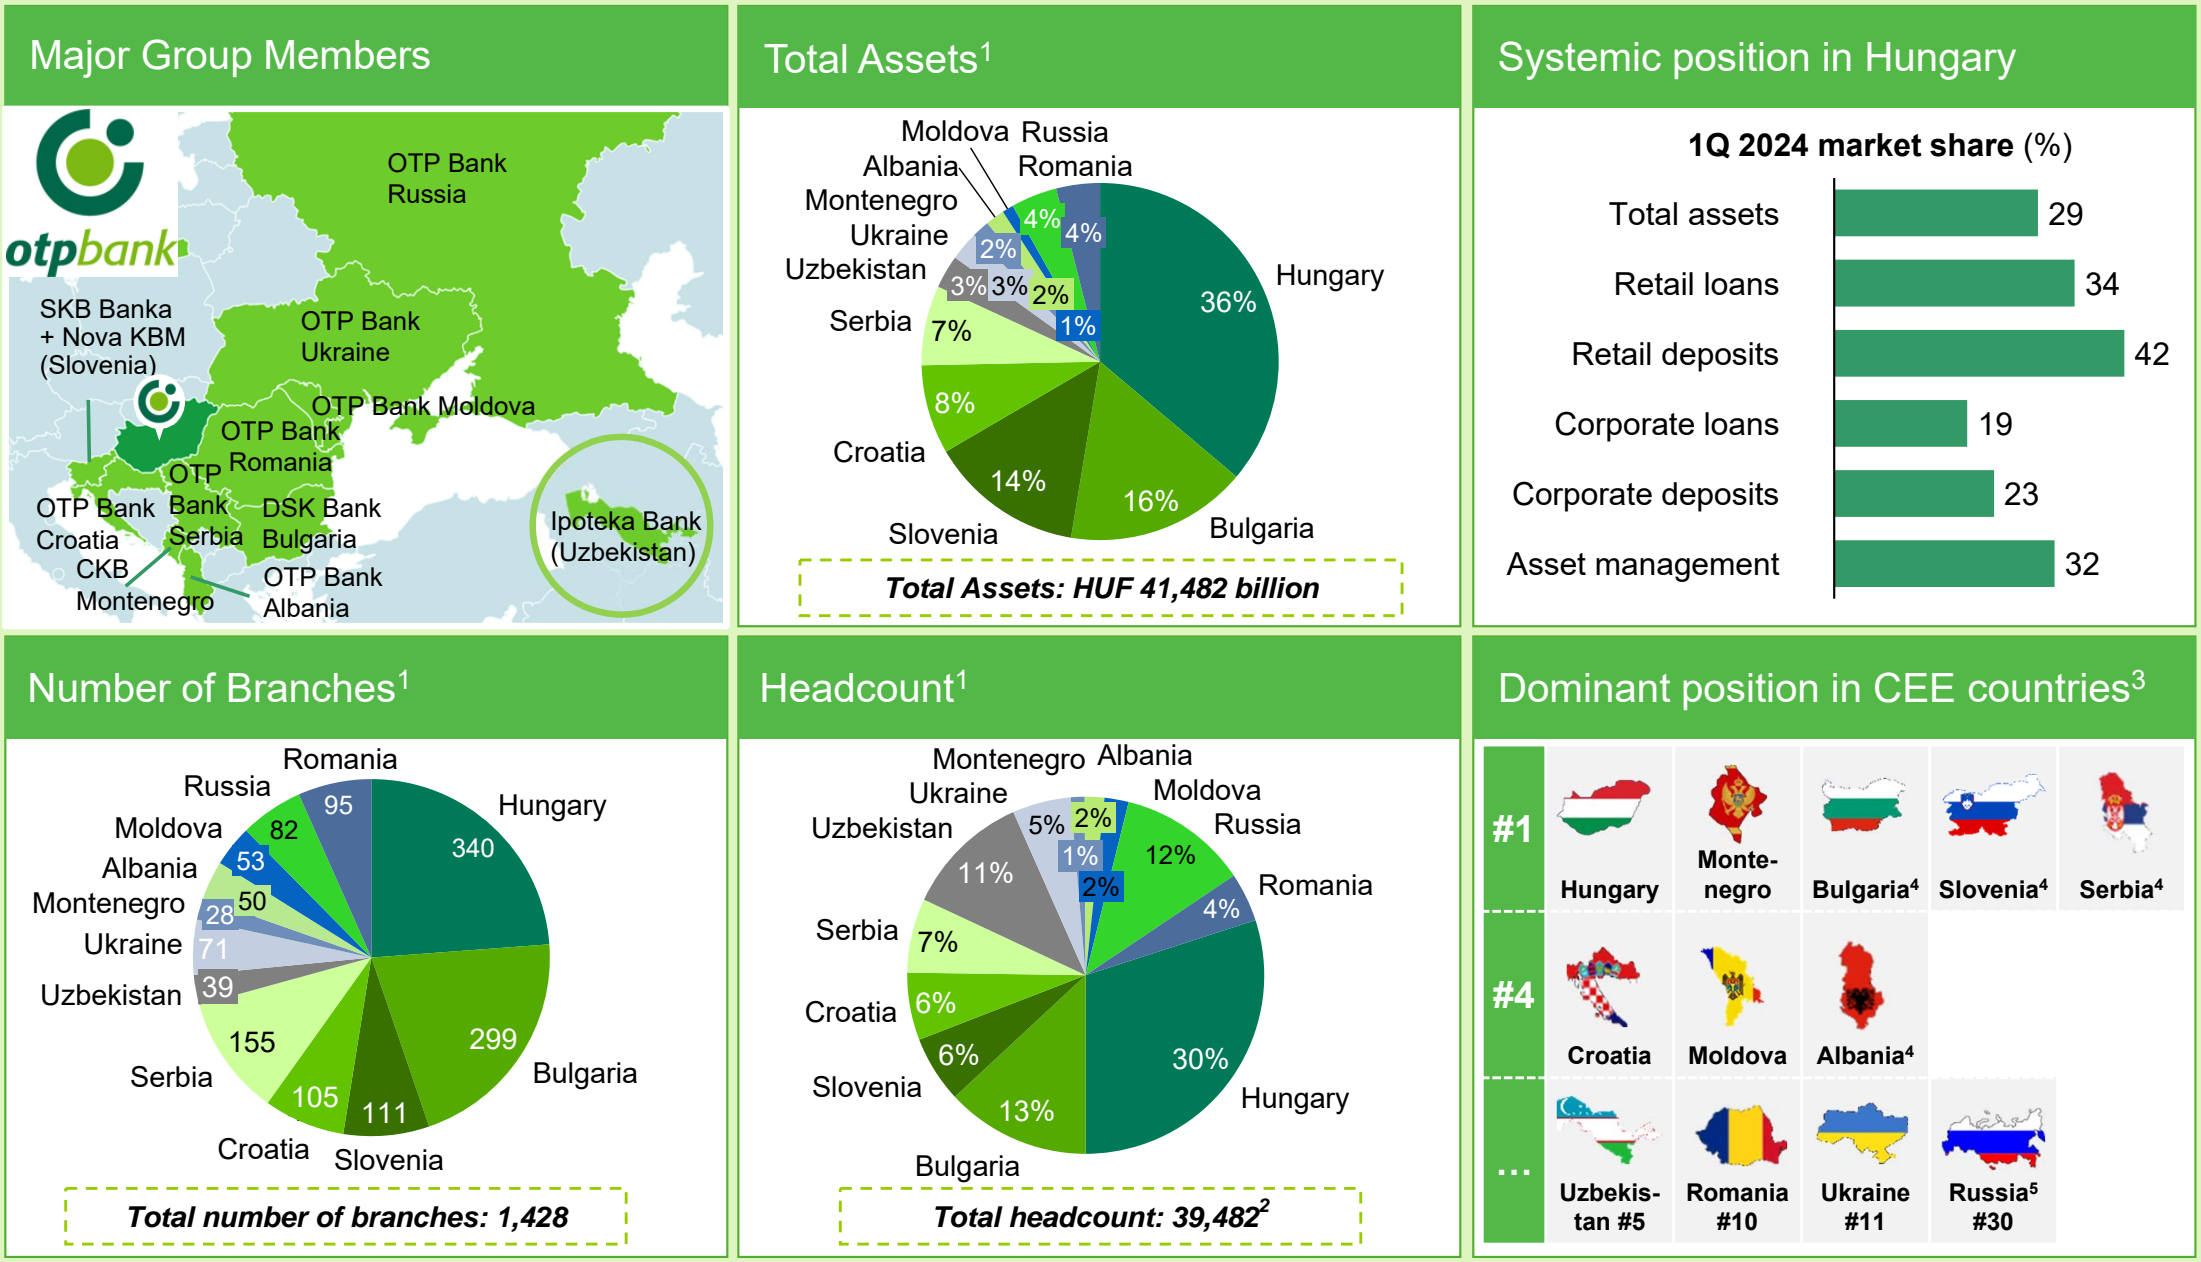 Major Group Members
otpbank
OTP Bank
Russia
SKB Banka
+ Nova KBM
(Slovenia)
OTP Bank
Ukraine
OTP Bank Moldova
OTP Bank
Romania
OTP
Bank
Serbia
OTP Bank
Croatia
DSK Bank
Bulgaria
CKB
Montenegro
OTP Bank
Albania
Ipoteka Bank
(Uzbekistan)
Total Assets¹
Moldova
Russia
Albania
Romania
Montenegro
Ukraine
Uzbekistan
Serbia
Croatia
Slovenia
Bulgaria
Hungary
4%
4%
2%
3%
3%
2%
1%
7%
8%
14%
16%
36%
Total Assets: HUF 41,482 billion
Systemic position in Hungary
1Q 2024 market share (%)
Total assets 29
Retail loans 34
Retail deposits 42
Corporate loans 19
Corporate deposits 23
Asset management 32
Number of Branches¹
Romania 95
Russia 82
Moldova 53
Albania 50
Montenegro 28
Ukraine 71
Uzbekistan 39
Serbia 155
Croatia 105
Slovenia 111
Bulgaria 299
Hungary 340
Total number of branches: 1,428
Headcount¹
Montenegro 1%
Albania 2%
Ukraine 5%
Moldova 2%
Uzbekistan 11%
Russia 12%
Romania 4%
Serbia 7%
Croatia 6%
Slovenia 6%
Bulgaria 13%
Hungary 30%
Total headcount: 39,482²
Dominant position in CEE countries³
#1
Hungary
Monte-
negro
Bulgaria⁴
Slovenia⁴
Serbia⁴
#4
Croatia
Moldova
Albania⁴
...
Uzbekis-
tan #5
Romania
#10
Ukraine
#11
Russia⁵
#30